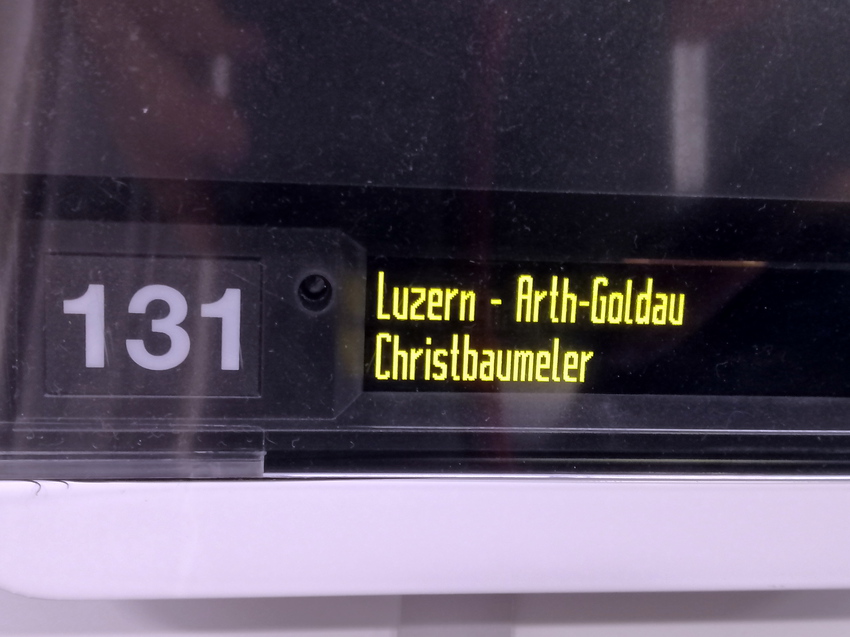 131
Luzern - Arth-Goldau
Christbaumeler